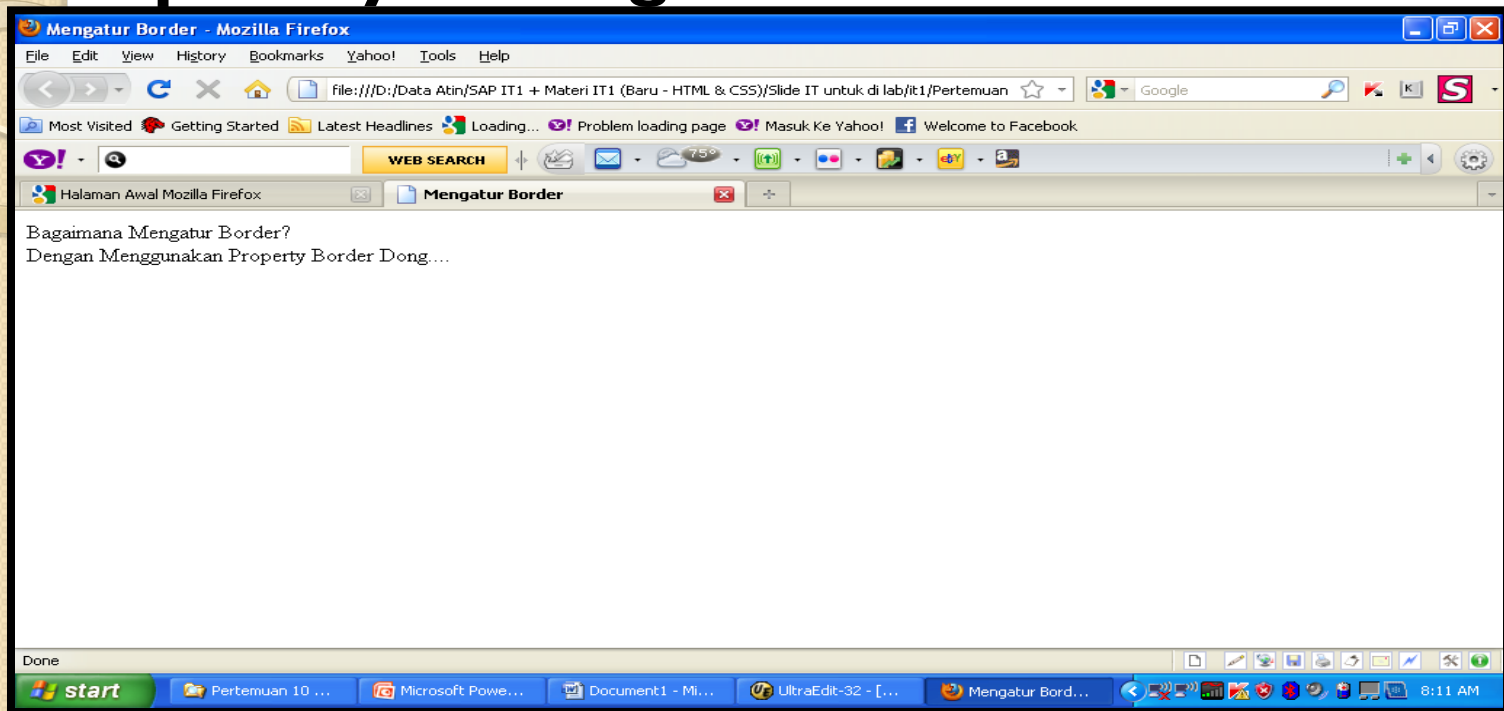 Mengatur Border - Mozilla Firefox
File Edit View History Bookmarks Yahoo! Tools Help
file:///D:/Data Atin/SAP IT1 + Materi IT1 (Baru - HTML & CSS)/Slide IT untuk di lab/it1/Pertemuan Google K K S
Most Visited Getting Started Latest Headlines Loading... Problem loading page Masuk Ke Yahoo! Welcome to Facebook
Y! WEB SEARCH 75° ebY a
Halaman Awal Mozilla Firefox Mengatur Border
Bagaimana Mengatur Border?
Dengan Menggunakan Property Border Dong....
Done
start Pertemuan 10 ... Microsoft Powe... Document1 - Mi... UltraEdit-32 - [... Mengatur Bord... 8:11 AM